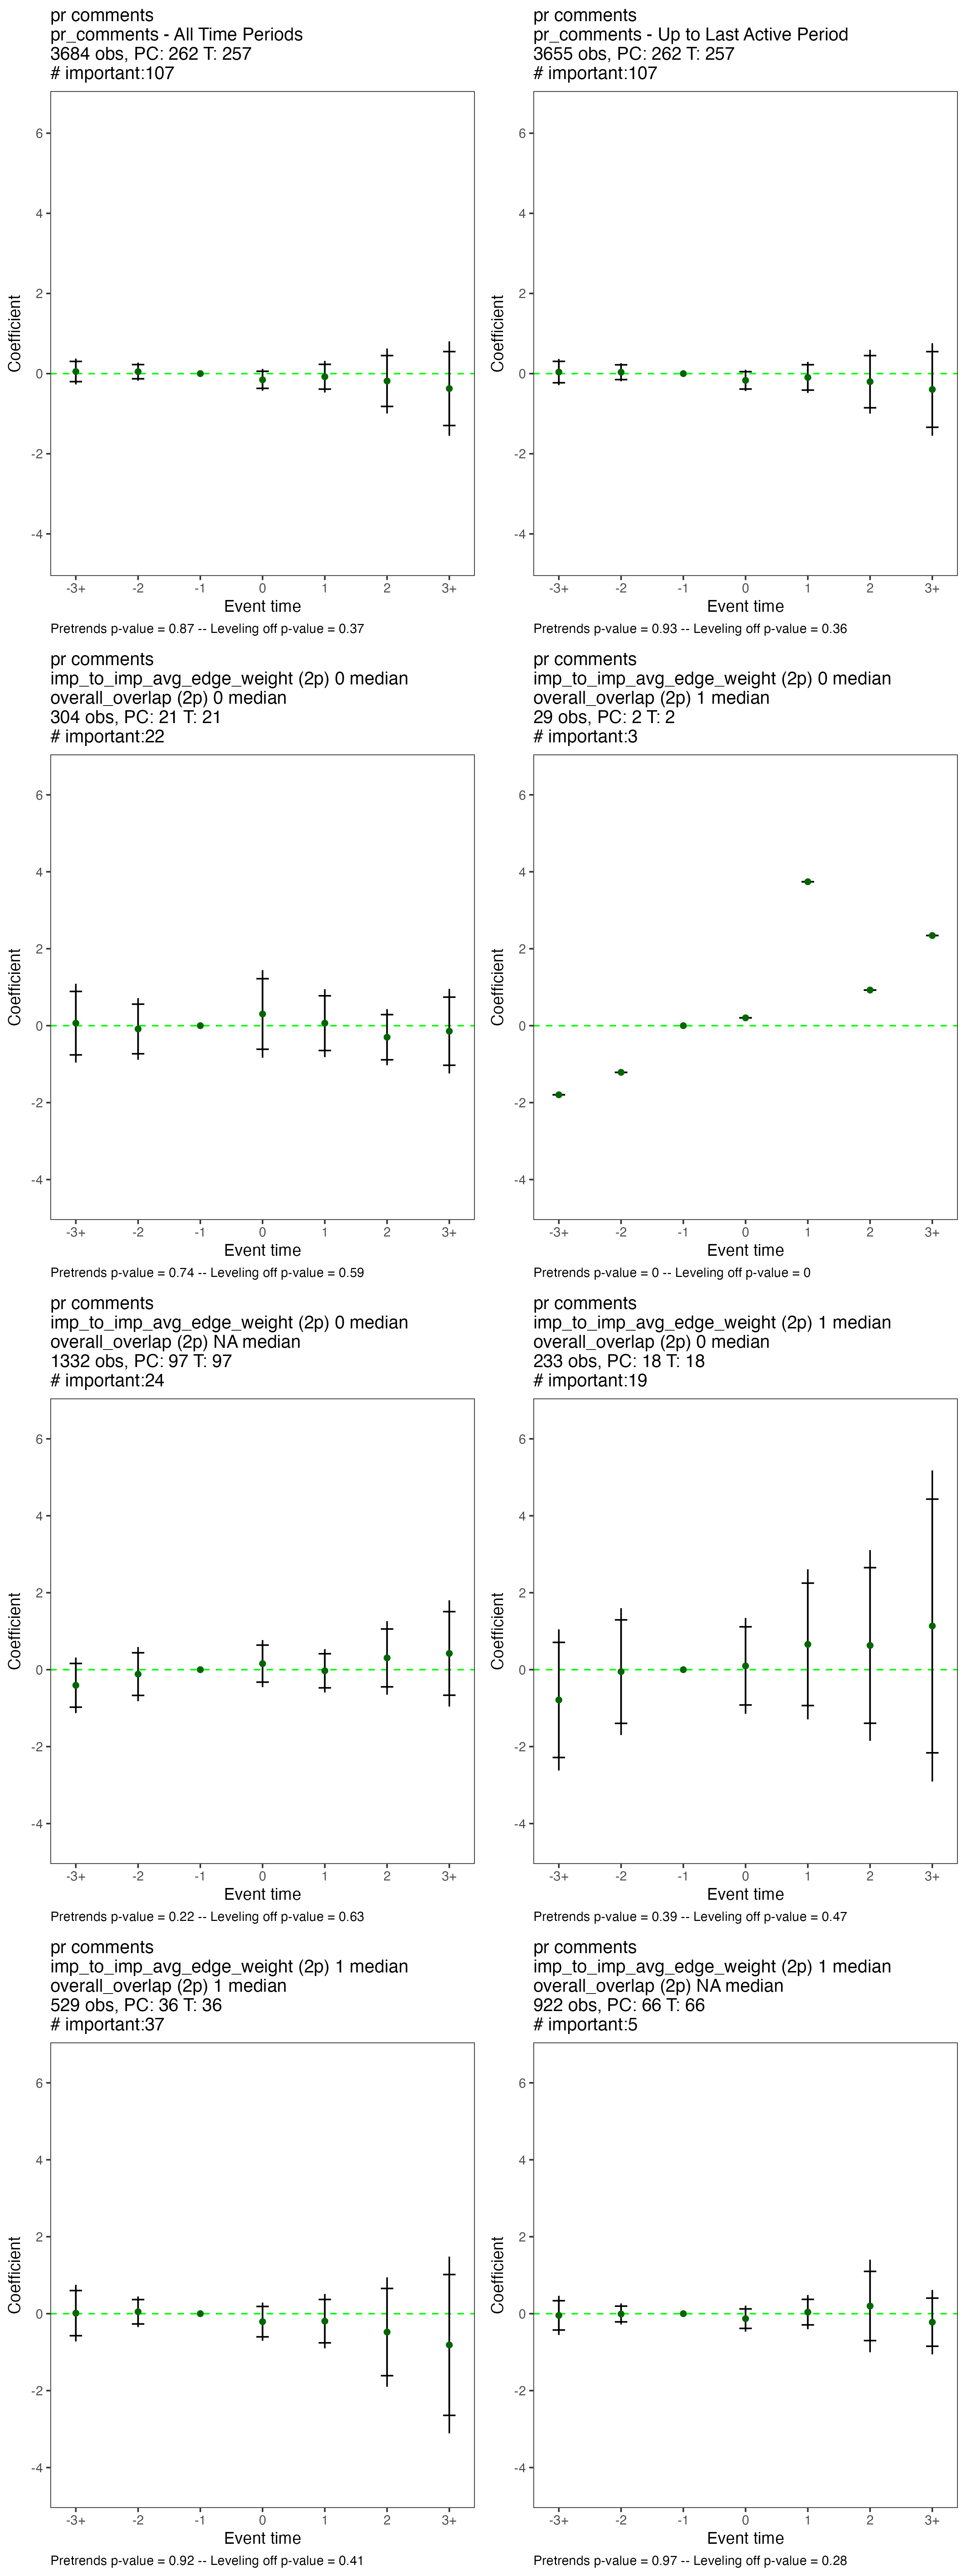 pr comments
pr_comments - All Time Periods
3684 obs, PC: 262 T: 257
# important:107
Coefficient
6
4
2
0
-2
-4
-3+ -2 -1 0 1 2 3+
Event time
Pretrends p-value = 0.87 -- Leveling off p-value = 0.37
pr comments
pr_comments - Up to Last Active Period
3655 obs, PC: 262 T: 257
# important:107
Coefficient
6
4
2
0
-2
-4
-3+ -2 -1 0 1 2 3+
Event time
Pretrends p-value = 0.93 -- Leveling off p-value = 0.36
pr comments
imp_to_imp_avg_edge_weight (2p) 0 median
overall_overlap (2p) 0 median
304 obs, PC: 21 T: 21
# important:22
Coefficient
6
4
2
0
-2
-4
-3+ -2 -1 0 1 2 3+
Event time
Pretrends p-value = 0.74 -- Leveling off p-value = 0.59
pr comments
imp_to_imp_avg_edge_weight (2p) 0 median
overall_overlap (2p) 1 median
29 obs, PC: 2 T: 2
# important:3
Coefficient
6
4
2
0
-2
-4
-3+ -2 -1 0 1 2 3+
Event time
Pretrends p-value = 0 -- Leveling off p-value = 0
pr comments
imp_to_imp_avg_edge_weight (2p) 0 median
overall_overlap (2p) NA median
1332 obs, PC: 97 T: 97
# important:24
Coefficient
6
4
2
0
-2
-4
-3+ -2 -1 0 1 2 3+
Event time
Pretrends p-value = 0.22 -- Leveling off p-value = 0.63
pr comments
imp_to_imp_avg_edge_weight (2p) 1 median
overall_overlap (2p) 0 median
233 obs, PC: 18 T: 18
# important:19
Coefficient
6
4
2
0
-2
-4
-3+ -2 -1 0 1 2 3+
Event time
Pretrends p-value = 0.39 -- Leveling off p-value = 0.47
pr comments
imp_to_imp_avg_edge_weight (2p) 1 median
overall_overlap (2p) 1 median
529 obs, PC: 36 T: 36
# important:37
Coefficient
6
4
2
0
-2
-4
-3+ -2 -1 0 1 2 3+
Event time
Pretrends p-value = 0.92 -- Leveling off p-value = 0.41
pr comments
imp_to_imp_avg_edge_weight (2p) 1 median
overall_overlap (2p) NA median
922 obs, PC: 66 T: 66
# important:5
Coefficient
6
4
2
0
-2
-4
-3+ -2 -1 0 1 2 3+
Event time
Pretrends p-value = 0.97 -- Leveling off p-value = 0.28